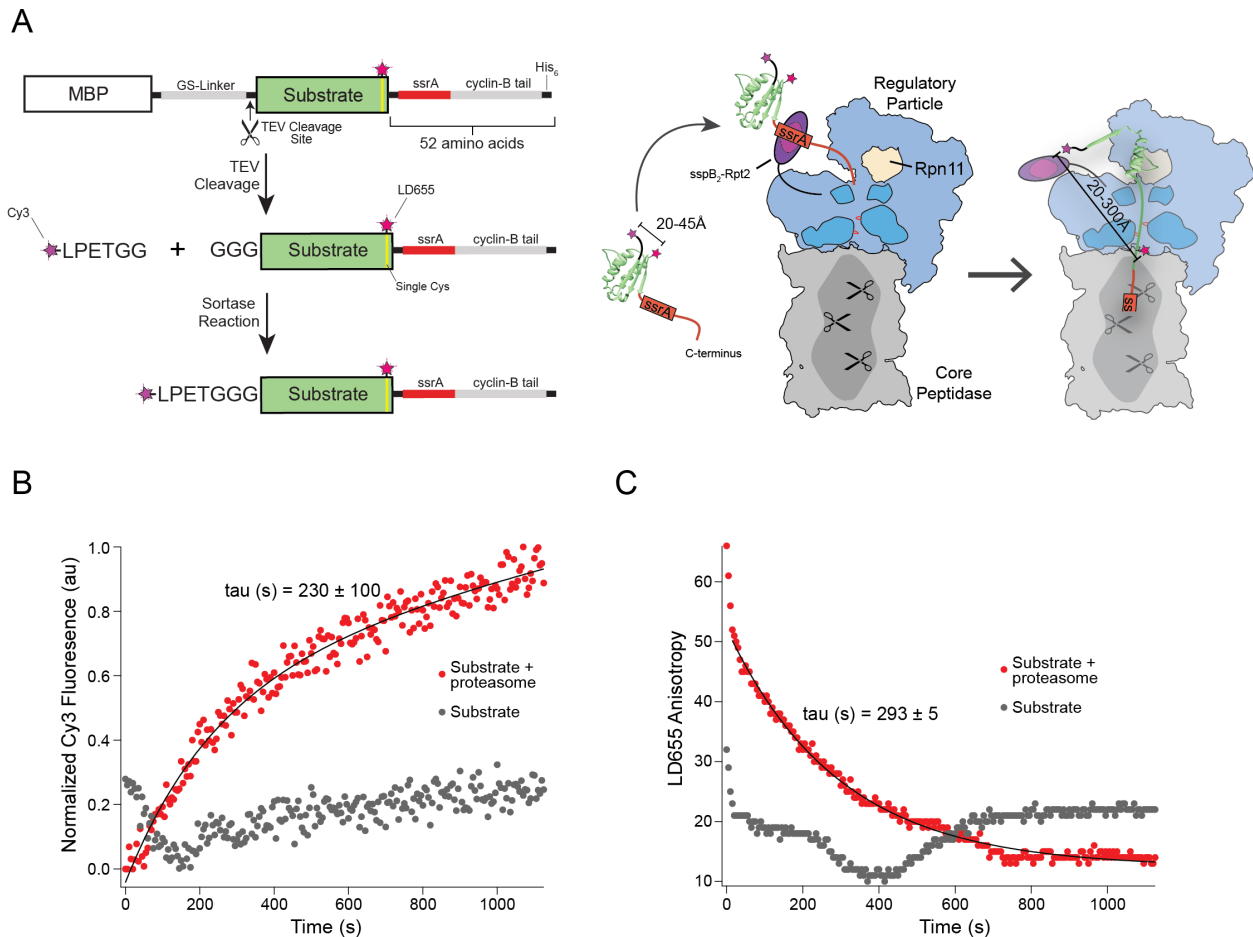 A
MBP
GS-Linker
Substrate
ssrA
cyclin-B tail
His6
TEV Cleavage
Site
52 amino acids
TEV
Cleavage
LD655
Cy3
LPETGG
+
GGG
Substrate
ssrA
cyclin-B tail
Single Cys
Sortase
Reaction
LPETGGG
Substrate
ssrA
cyclin-B tail
20-45Å
ssrA
C-terminus
ssrA
sspB2-Rpt2
Regulatory
Particle
Rpn11
Core
Peptidase
20-300Å
ss
B
Normalized Cy3 Fluoresence (au)
1.0
0.8
0.6
0.4
0.2
0.0
tau (s) = 230 ± 100
Substrate +
proteasome
Substrate
0
200
400
600
800
1000
Time (s)
C
LD655 Anisotropy
60
50
40
30
20
10
tau (s) = 293 ± 5
Substrate +
proteasome
Substrate
0
200
400
600
800
1000
Time (s)